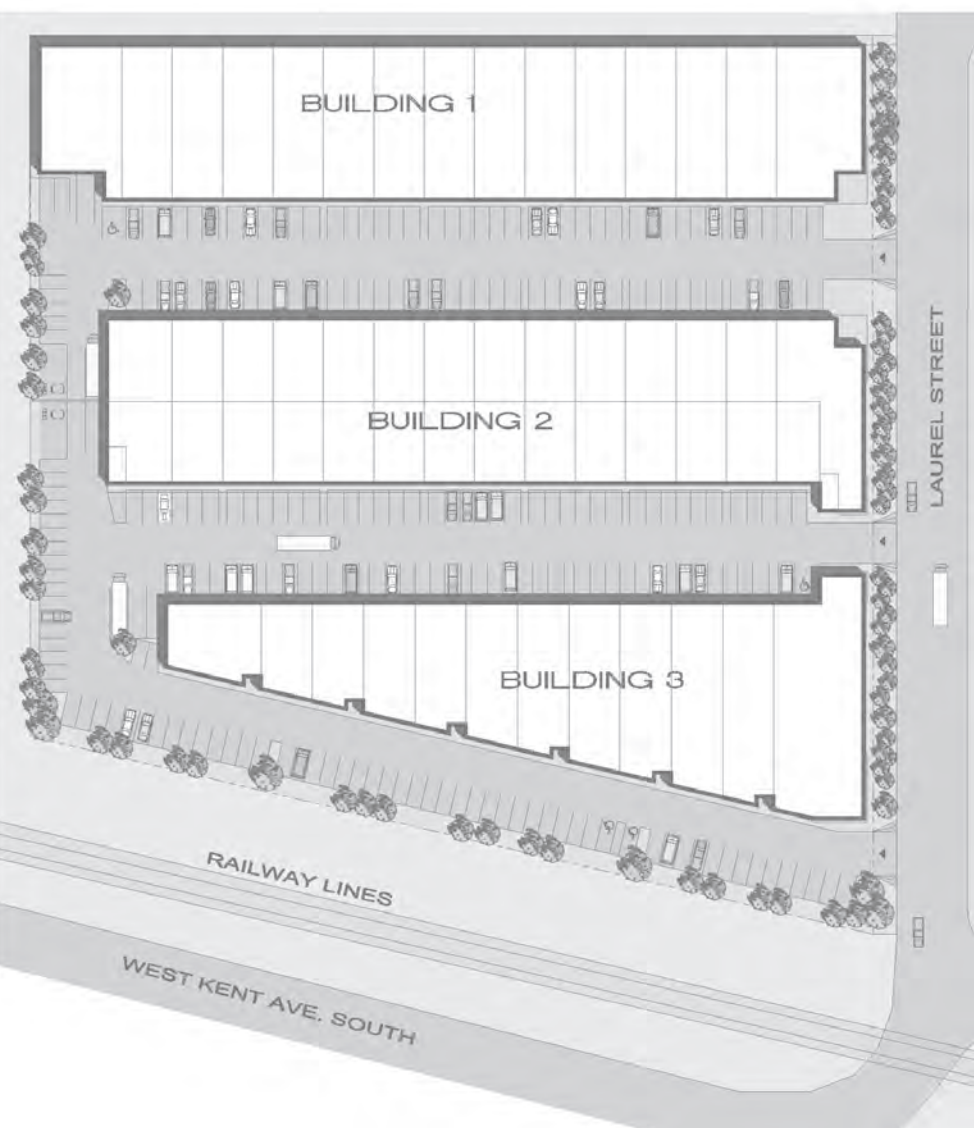 BUILDING 1
BUILDING 2
LAUREL STREET
BUILDING 3
RAILWAY LINES
WEST KENT AVE. SOUTH